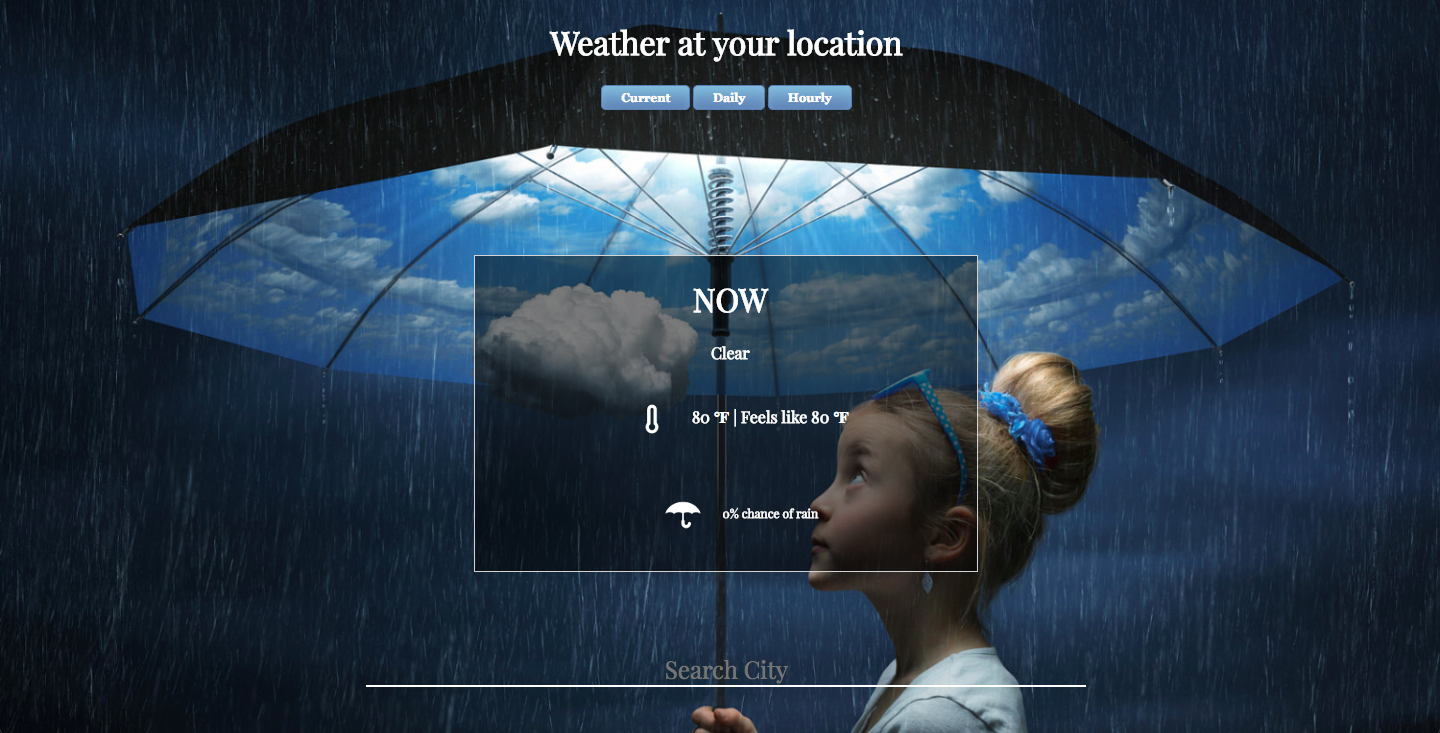 Weather at your location
Current Daily Hourly
NOW
Clear
80 °F | Feels like 80 °F
0% chance of rain
Search City